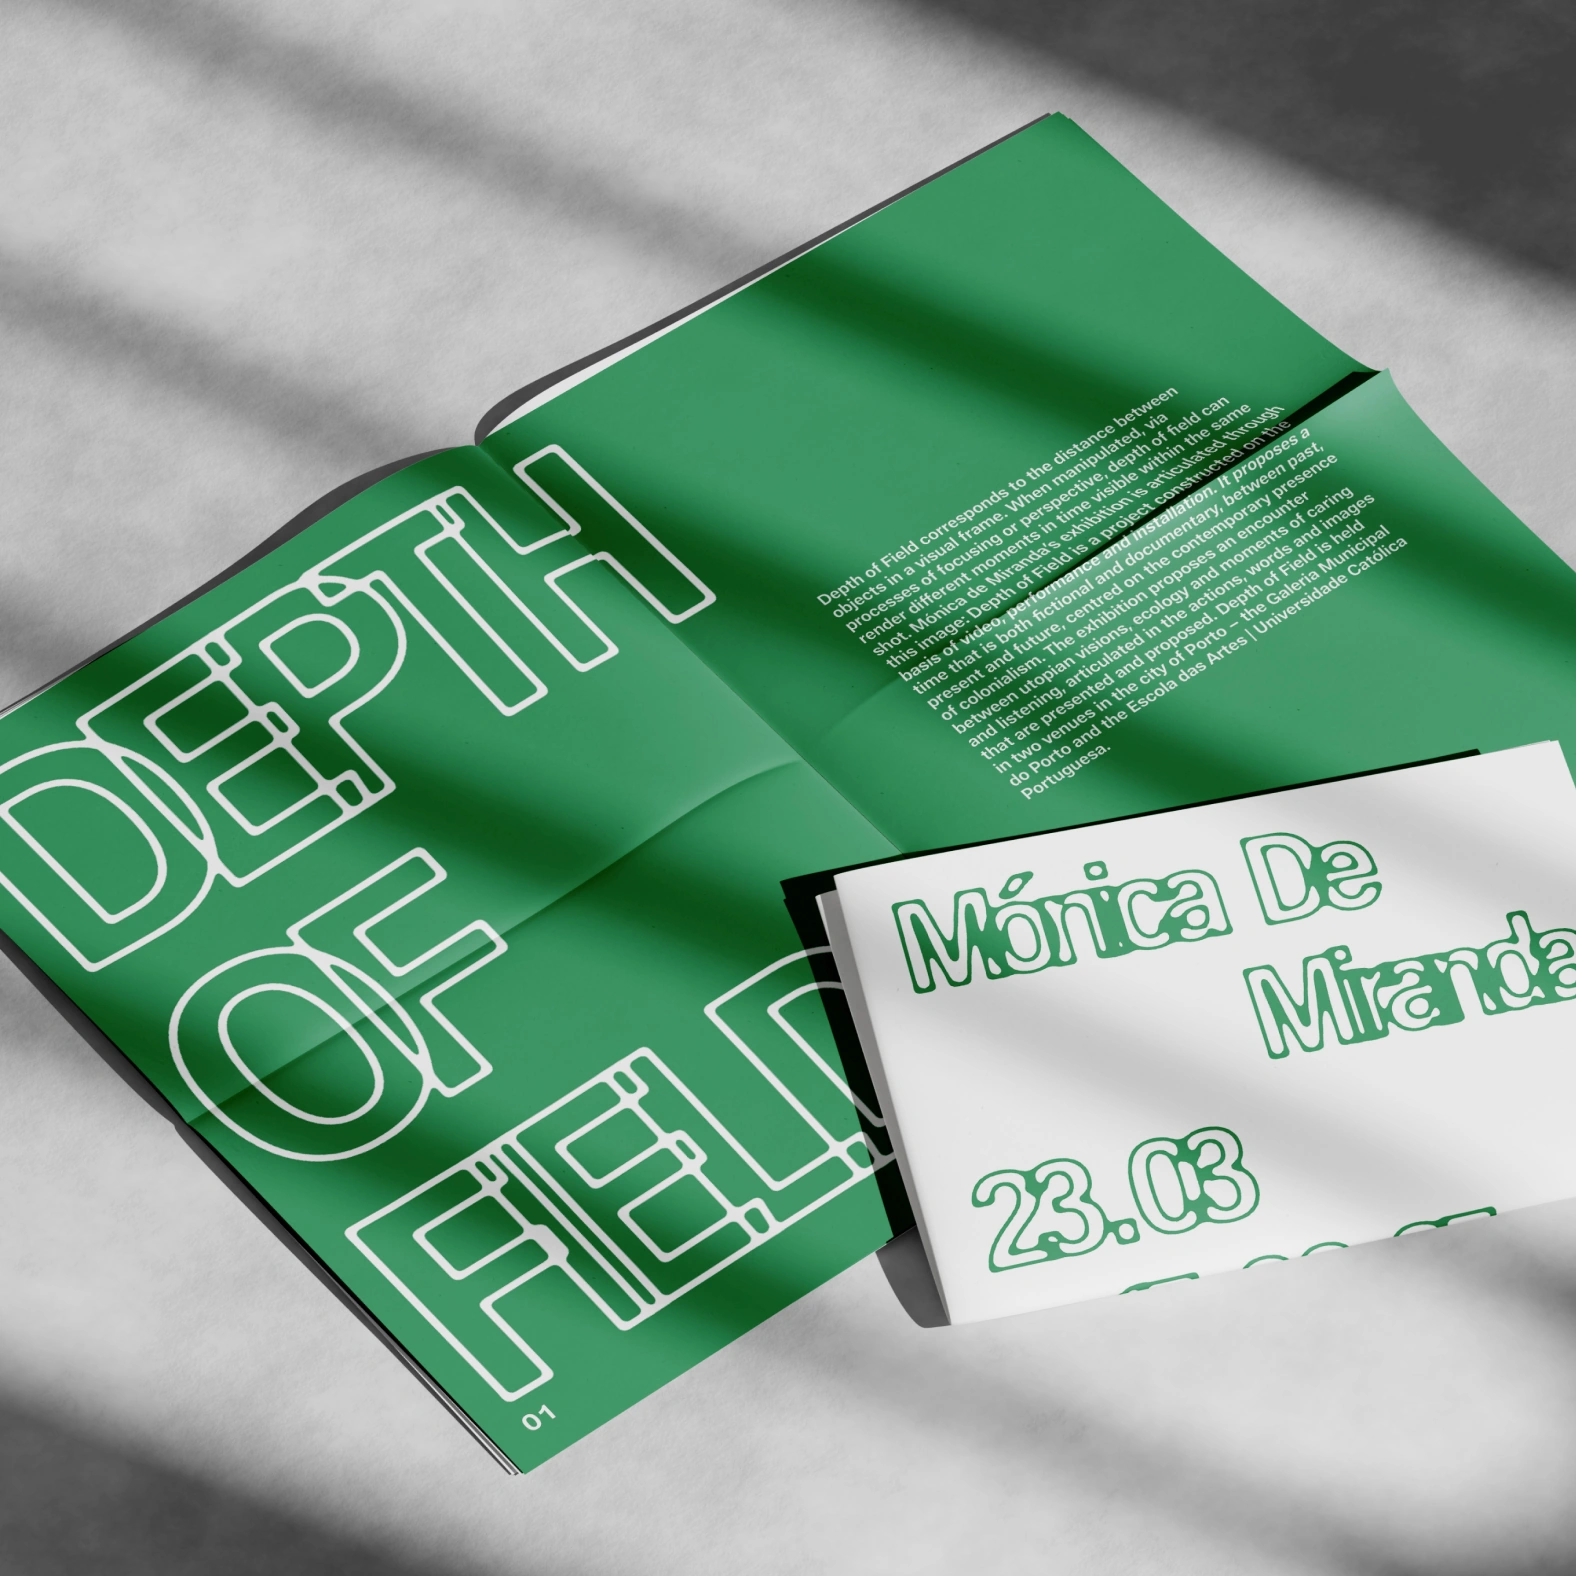 DEPTH
OF
FIELD
01
Depth of Field corresponds to the distance between
objects in a visual frame. When manipulated, via
processes of focusing or perspective, depth of field can
render different moments in time visible within the same
shot. Mónica de Miranda's exhibition is articulated through
this image: Depth of Field is a project constructed on the
basis of video, performance and installation. It proposes a
time that is both fictional and documentary, between past,
present and future, centred on the contemporary presence
of colonialism. The exhibition proposes an encounter
between utopian visions, ecology and moments of caring
and listening, articulated in the actions, words and images
that are presented and proposed. Depth of Field is held
in two venues in the city of Porto – the Galeria Municipal
do Porto and the Escola das Artes | Universidade Católica
Portuguesa.
Mónica De
Miranda
23.03